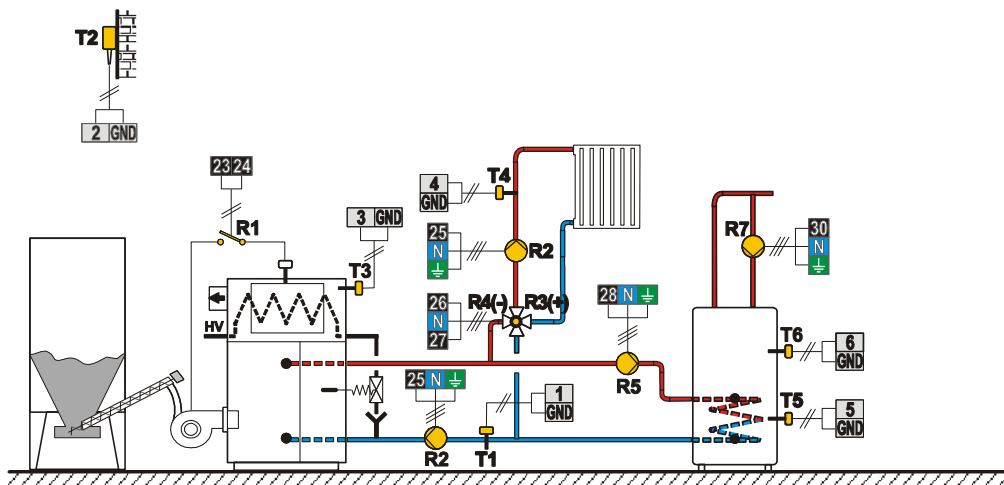 T2
2 GND
23 24
R1
3 GND
T3
HV
4
GND
T4
25
N
R2
26
N
27
R4(-) R3(+)
28 N
R5
25 N
R2
1
GND
T1
R7
30
N
T6
6
GND
T5
5
GND